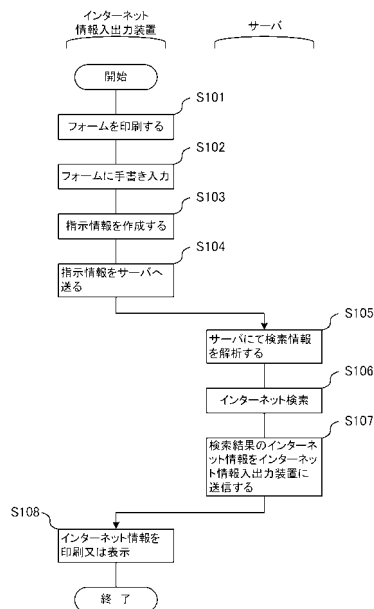 インターネット
情報入出力装置
サーバ
開始
S101
フォームを印刷する
S102
フォームに手書き入力
S103
指示情報を作成する
S104
指示情報をサーバへ
送る
S105
サーバにて検索情報
を解析する
S106
インターネット検索
S107
検索結果のインターネ
ット情報をインターネッ
ト情報入出力装置に
送信する
S108
インターネット情報を
印刷又は表示
終 了